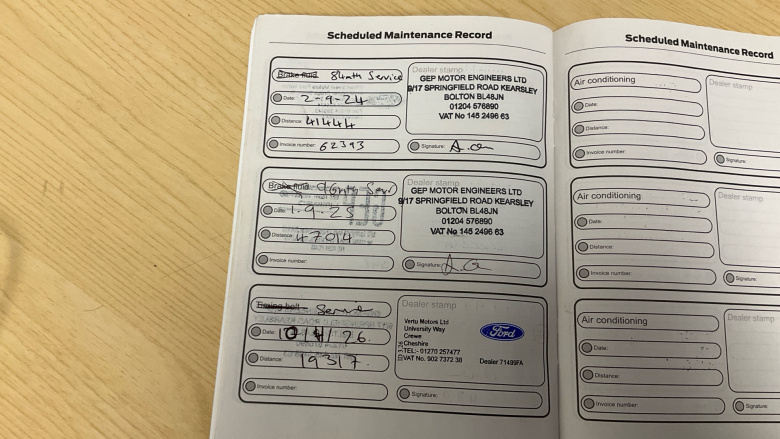 Scheduled Maintenance Record
Brake fluid 84mth Service
Date: 2-9-24
Distance: 41444
Invoice number: 62393
Dealer stamp
GEP MOTOR ENGINEERS LTD
9/17 SPRINGFIELD ROAD KEARSLEY
BOLTON BL48JN
01204 576890
VAT No 145 2496 63
Signature:
Brake fluid
Date: 1-9-25
Distance: 47014
Invoice number:
Dealer stamp
GEP MOTOR ENGINEERS LTD
9/17 SPRINGFIELD ROAD KEARSLEY
BOLTON BL48JN
01204 576890
VAT No 145 2496 63
Signature:
Timing belt Service
Date:
Distance: 19317
Invoice number:
Dealer stamp
Vertu Motors Ltd
University Way
Crewe
Cheshire
TEL:- 01270 257477
VAT No. 902 7372 38
Ford
Dealer 71499FA
Signature:
Scheduled Maintenance Record
Air conditioning
Date:
Distance:
Invoice number:
Dealer stamp
Signature:
Air conditioning
Date:
Distance:
Invoice number:
Dealer stamp
Signature:
Air conditioning
Date:
Distance:
Invoice number:
Dealer stamp
Signature: